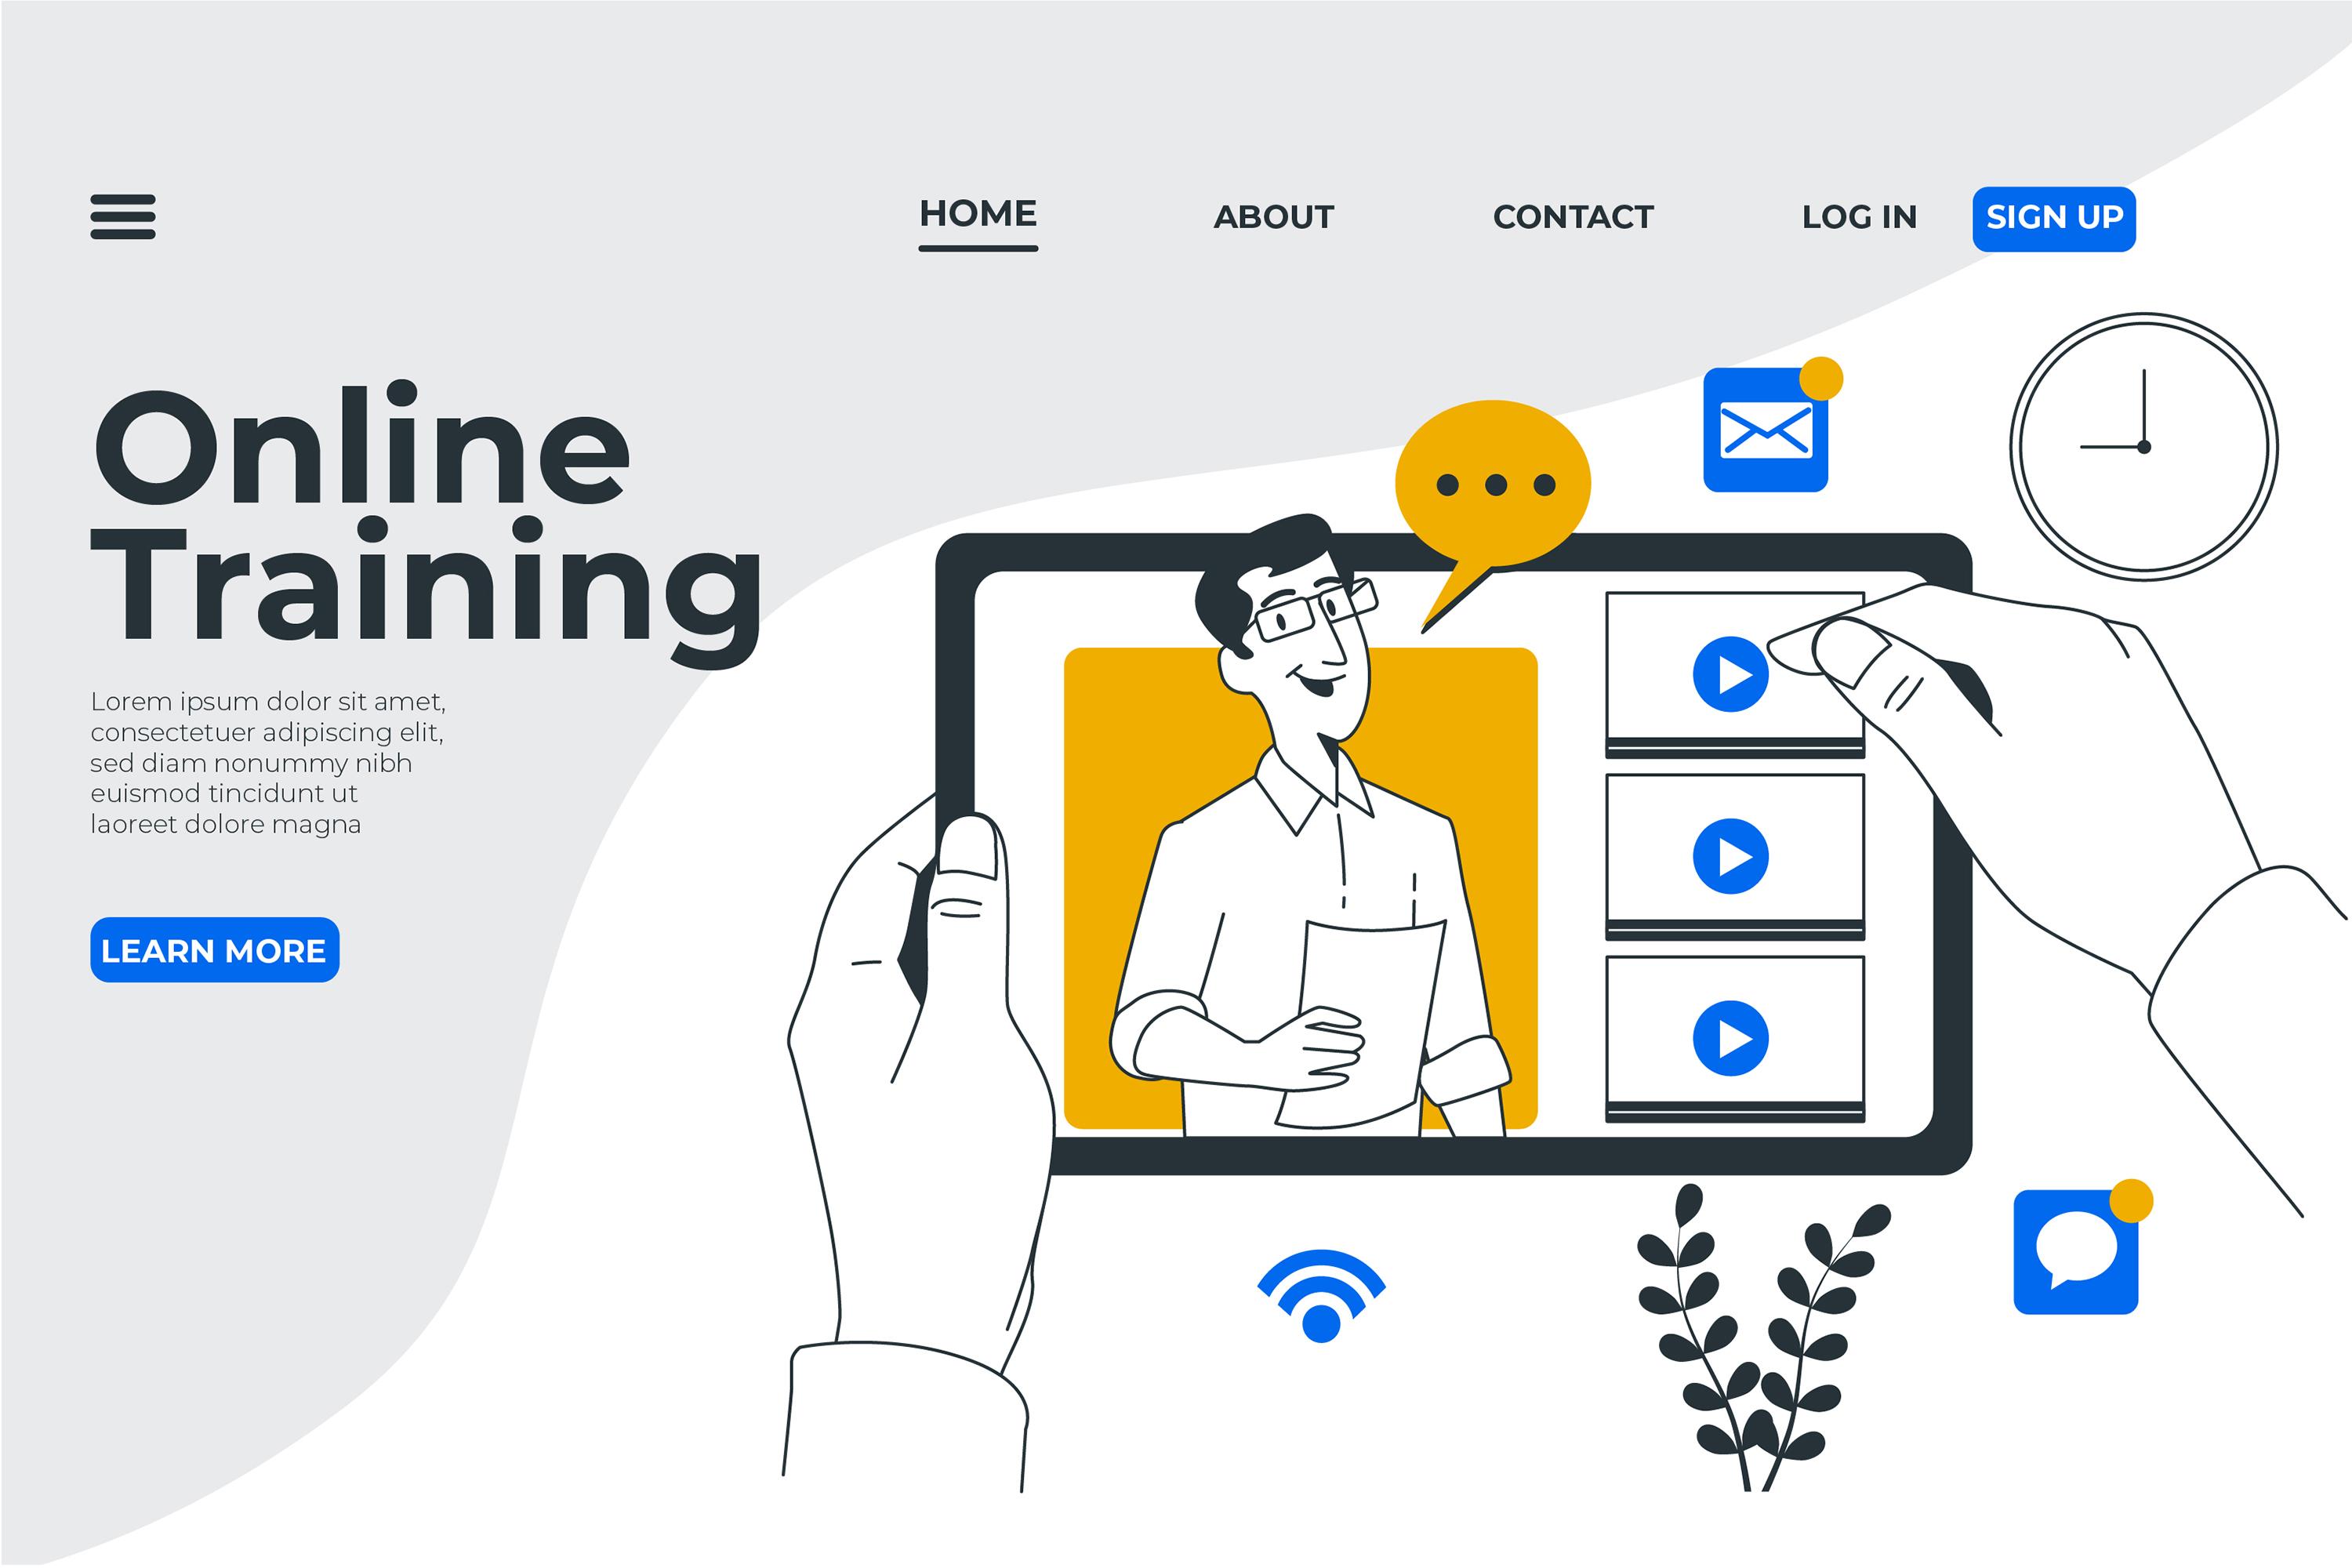 HOME
ABOUT
CONTACT
LOG IN
SIGN UP
Online
Training
Lorem ipsum dolor sit amet,
consectetuer adipiscing elit,
sed diam nonummy nibh
euismod tincidunt ut
laoreet dolore magna
LEARN MORE